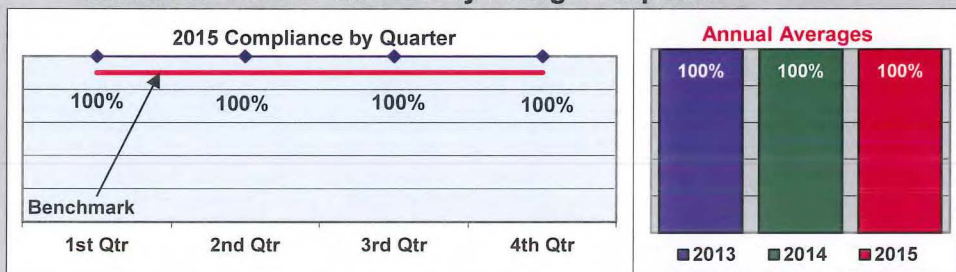 2015 Compliance by Quarter
100% 100% 100% 100%
Benchmark
1st Qtr 2nd Qtr 3rd Qtr 4th Qtr
Annual Averages
100% 100% 100%
2013 2014 2015